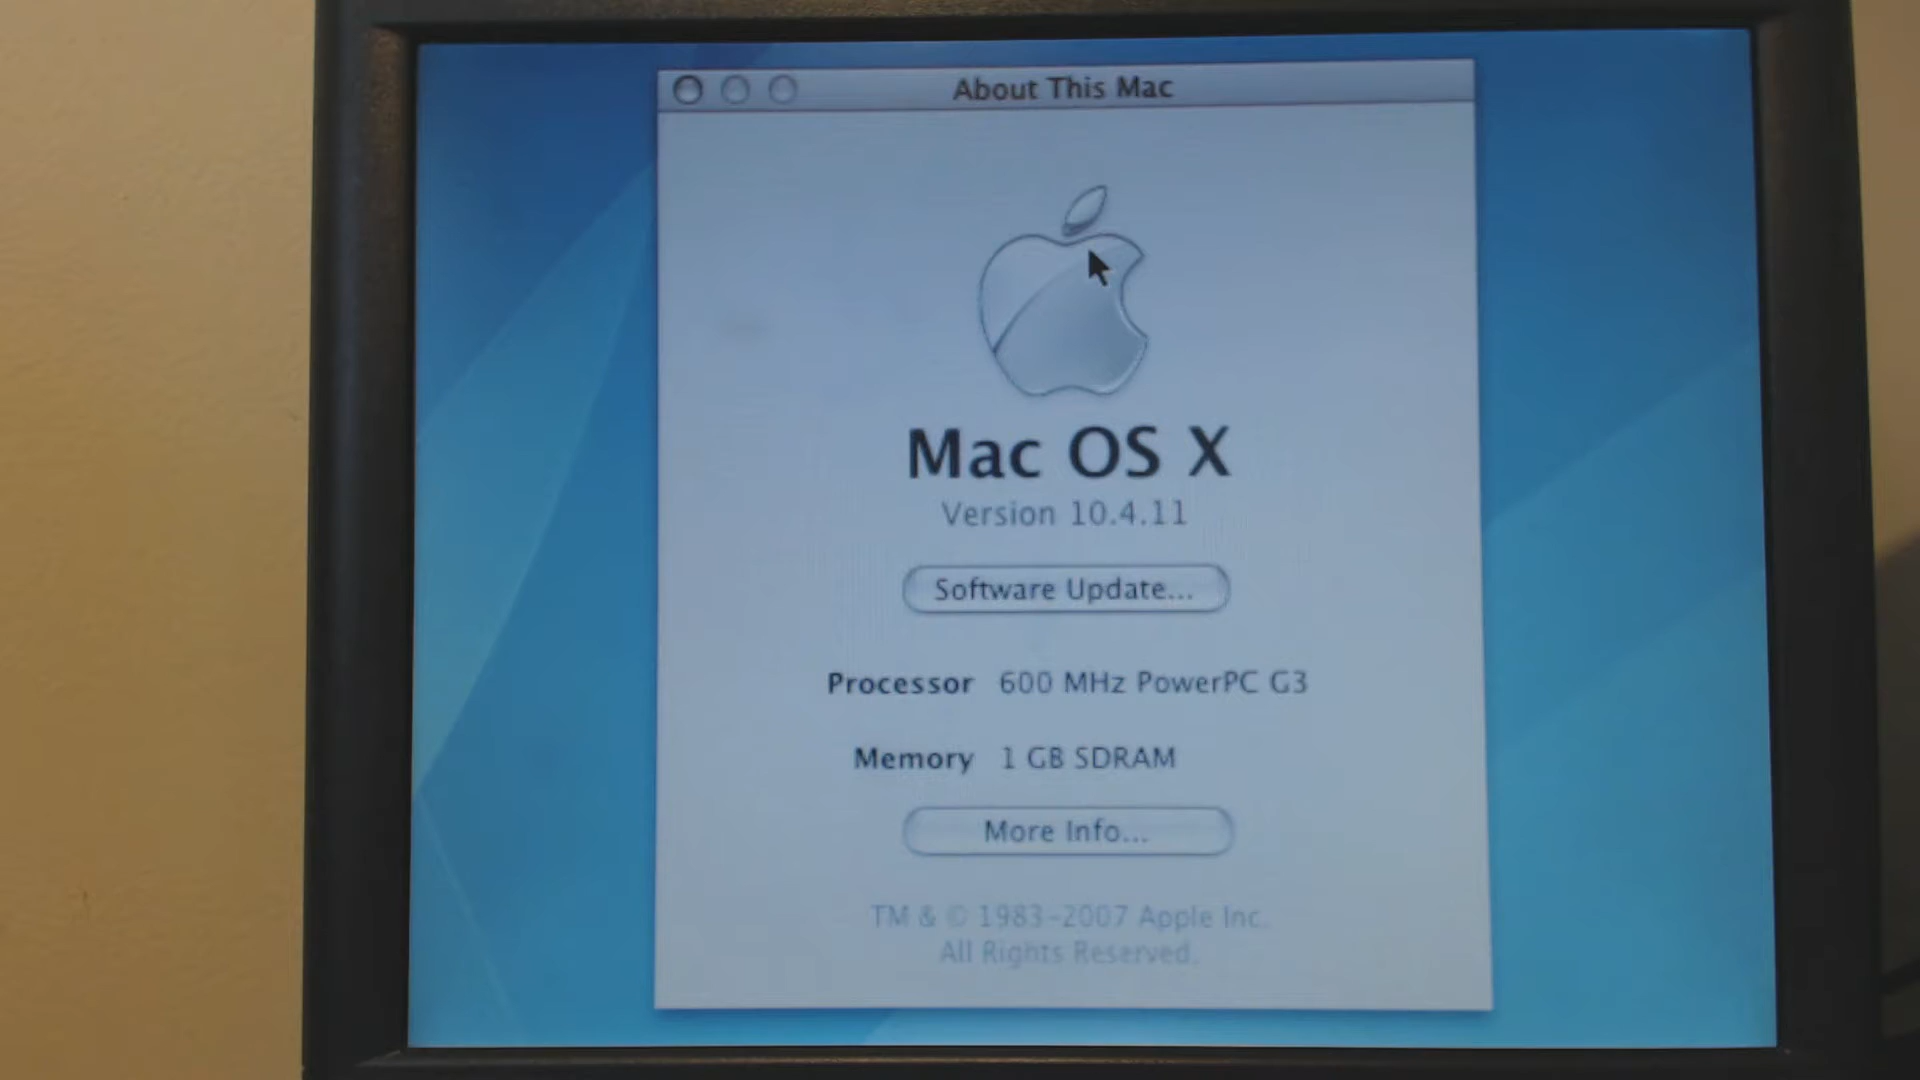 About This Mac
Mac OS X
Version 10.4.11
Software Update...
Processor 600 MHz PowerPC G3
Memory 1 GB SDRAM
More Info...
TM & © 1983-2007 Apple Inc.
All Rights Reserved.